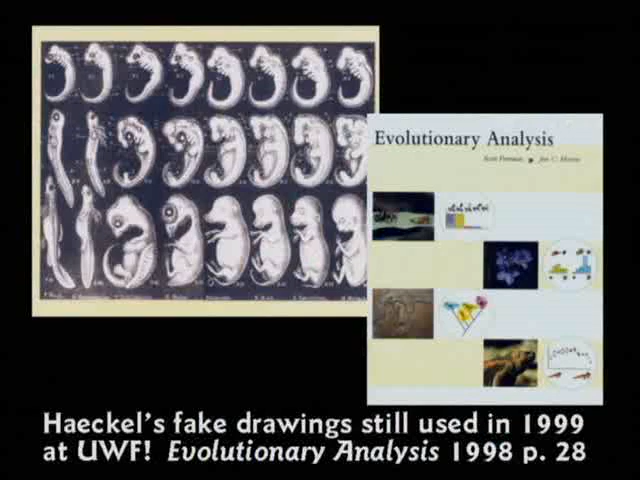 Evolutionary Analysis
Scott Freeman Jon C. Herron
Haeckel's fake drawings still used in 1999
at UWF! Evolutionary Analysis 1998 p. 28